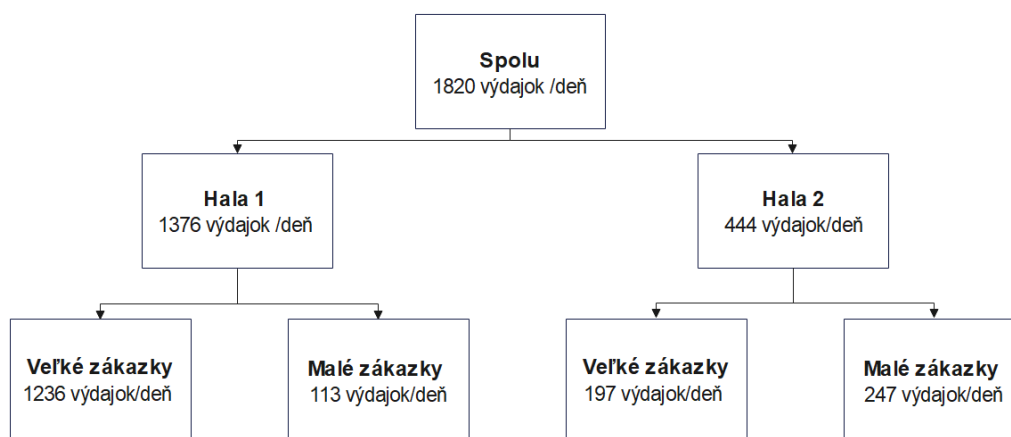 Spolu
1820 výdajok /deň
Hala 1
1376 výdajok /deň
Hala 2
444 výdajok/deň
Veľké zákazky
1236 výdajok/deň
Malé zákazky
113 výdajok/deň
Veľké zákazky
197 výdajok/deň
Malé zákazky
247 výdajok/deň